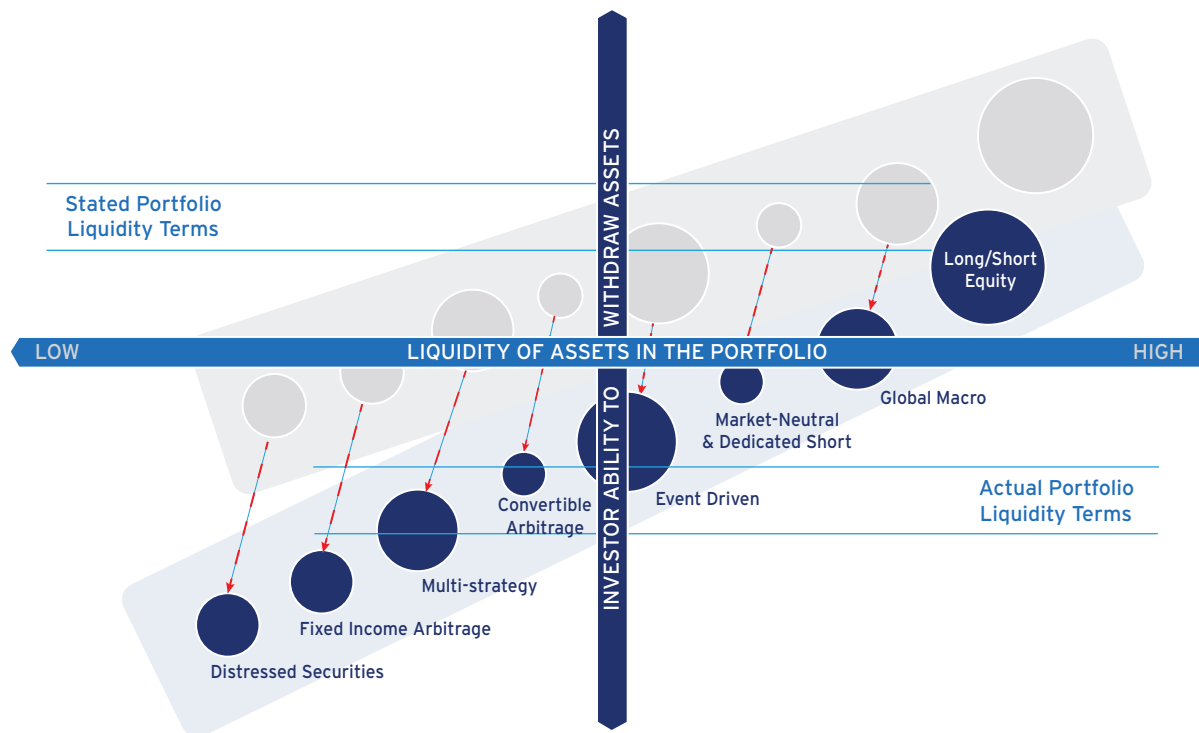 WITHDRAW ASSETS
Stated Portfolio
Liquidity Terms
Long/Short
Equity
LOW
LIQUIDITY OF ASSETS IN THE PORTFOLIO
HIGH
INVESTOR ABILITY TO
Global Macro
Market-Neutral
& Dedicated Short
Actual Portfolio
Liquidity Terms
Event Driven
Convertible
Arbitrage
Multi-strategy
Fixed Income Arbitrage
Distressed Securities